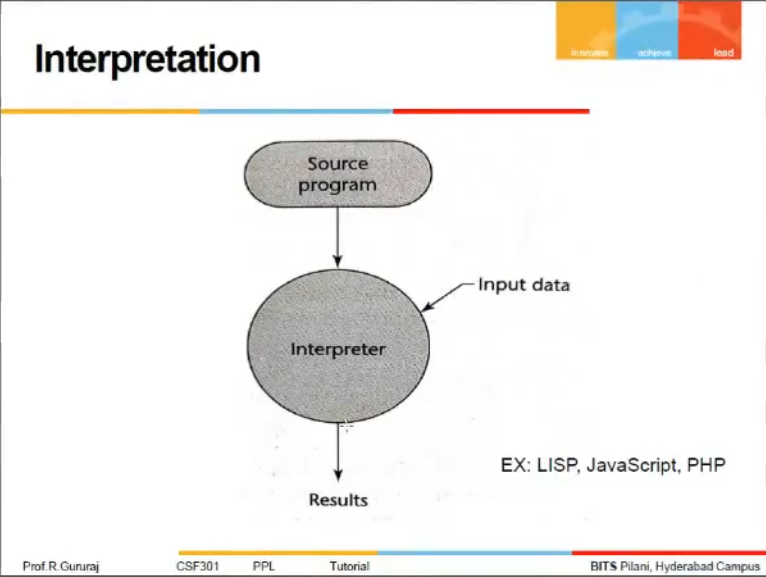 Interpretation
innovate achieve lead
Source
program
Input data
Interpreter
EX: LISP, JavaScript, PHP
Results
Prof.R.Gururaj CSF301 PPL Tutorial BITS Pilani, Hyderabad Campus